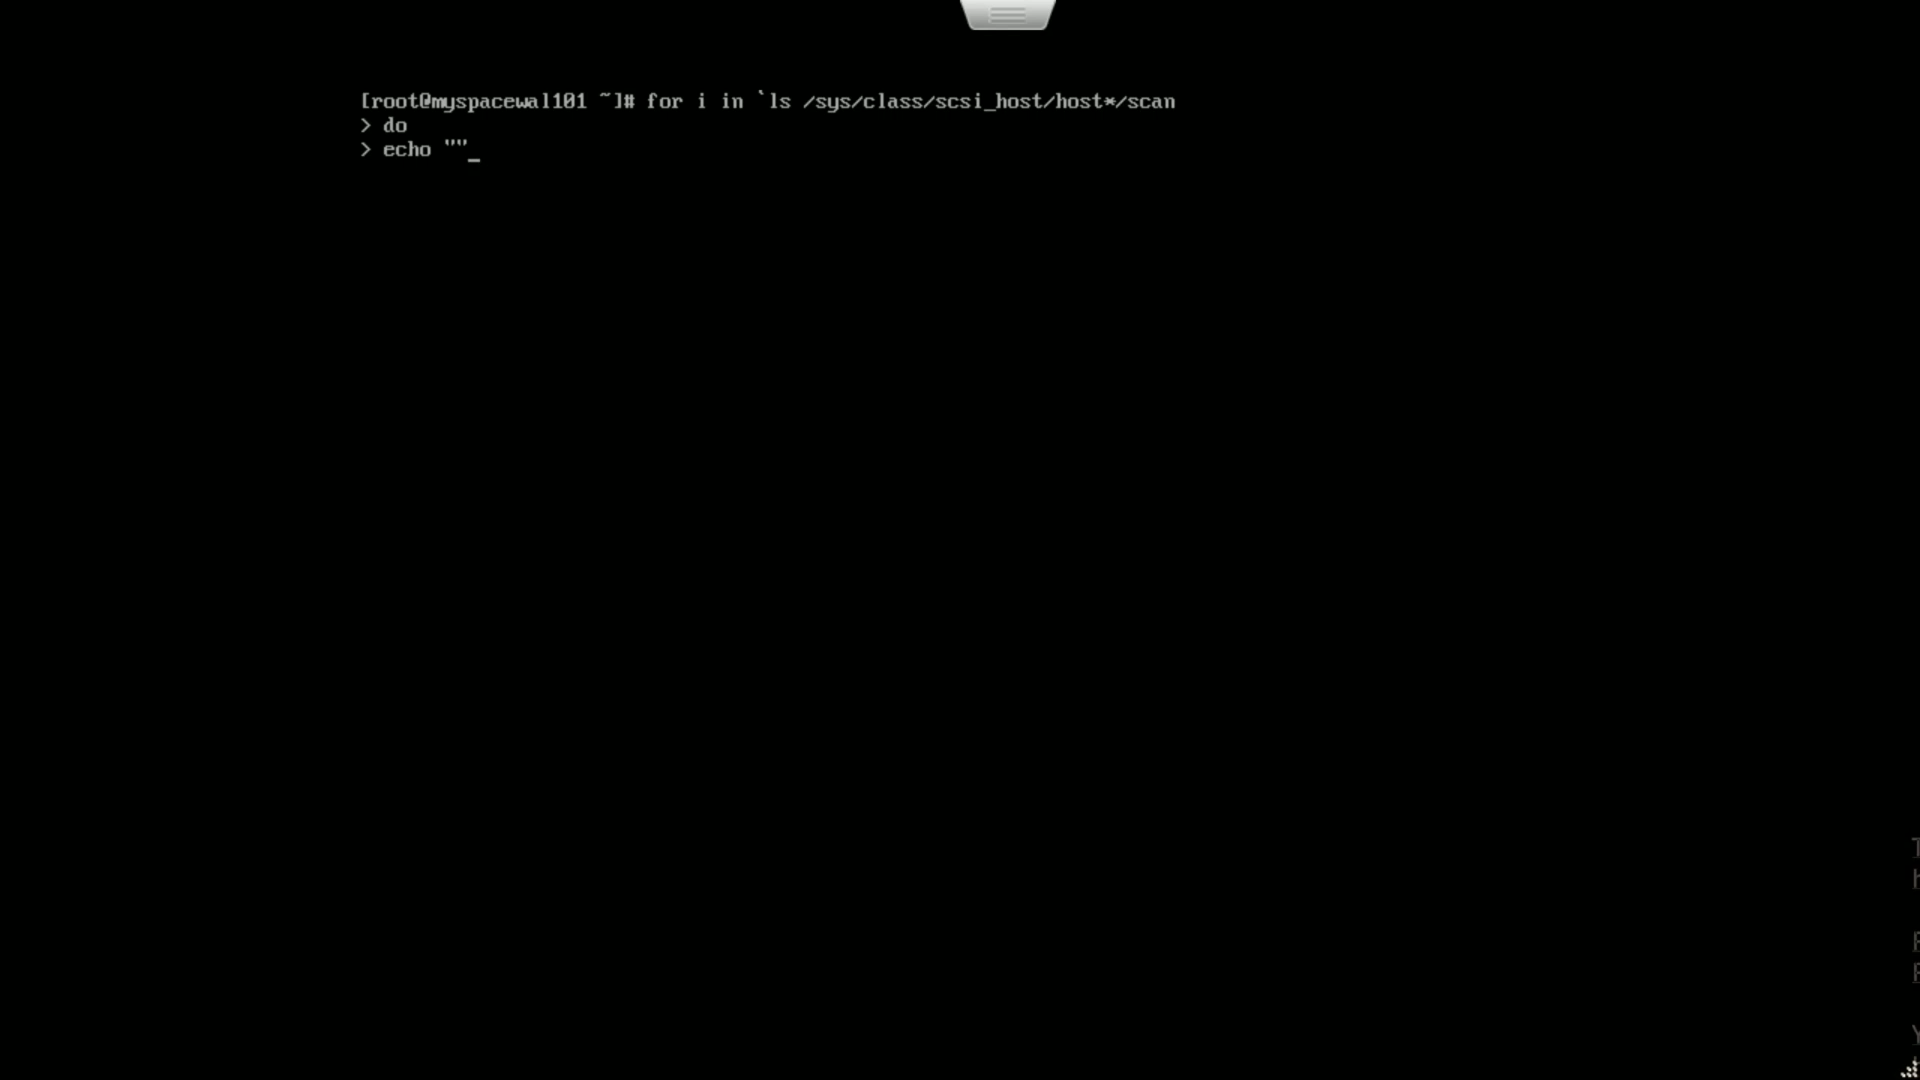 [root@myspacewal101 ~]# for i in `ls /sys/class/scsi_host/host*/scan
> do
> echo ""_